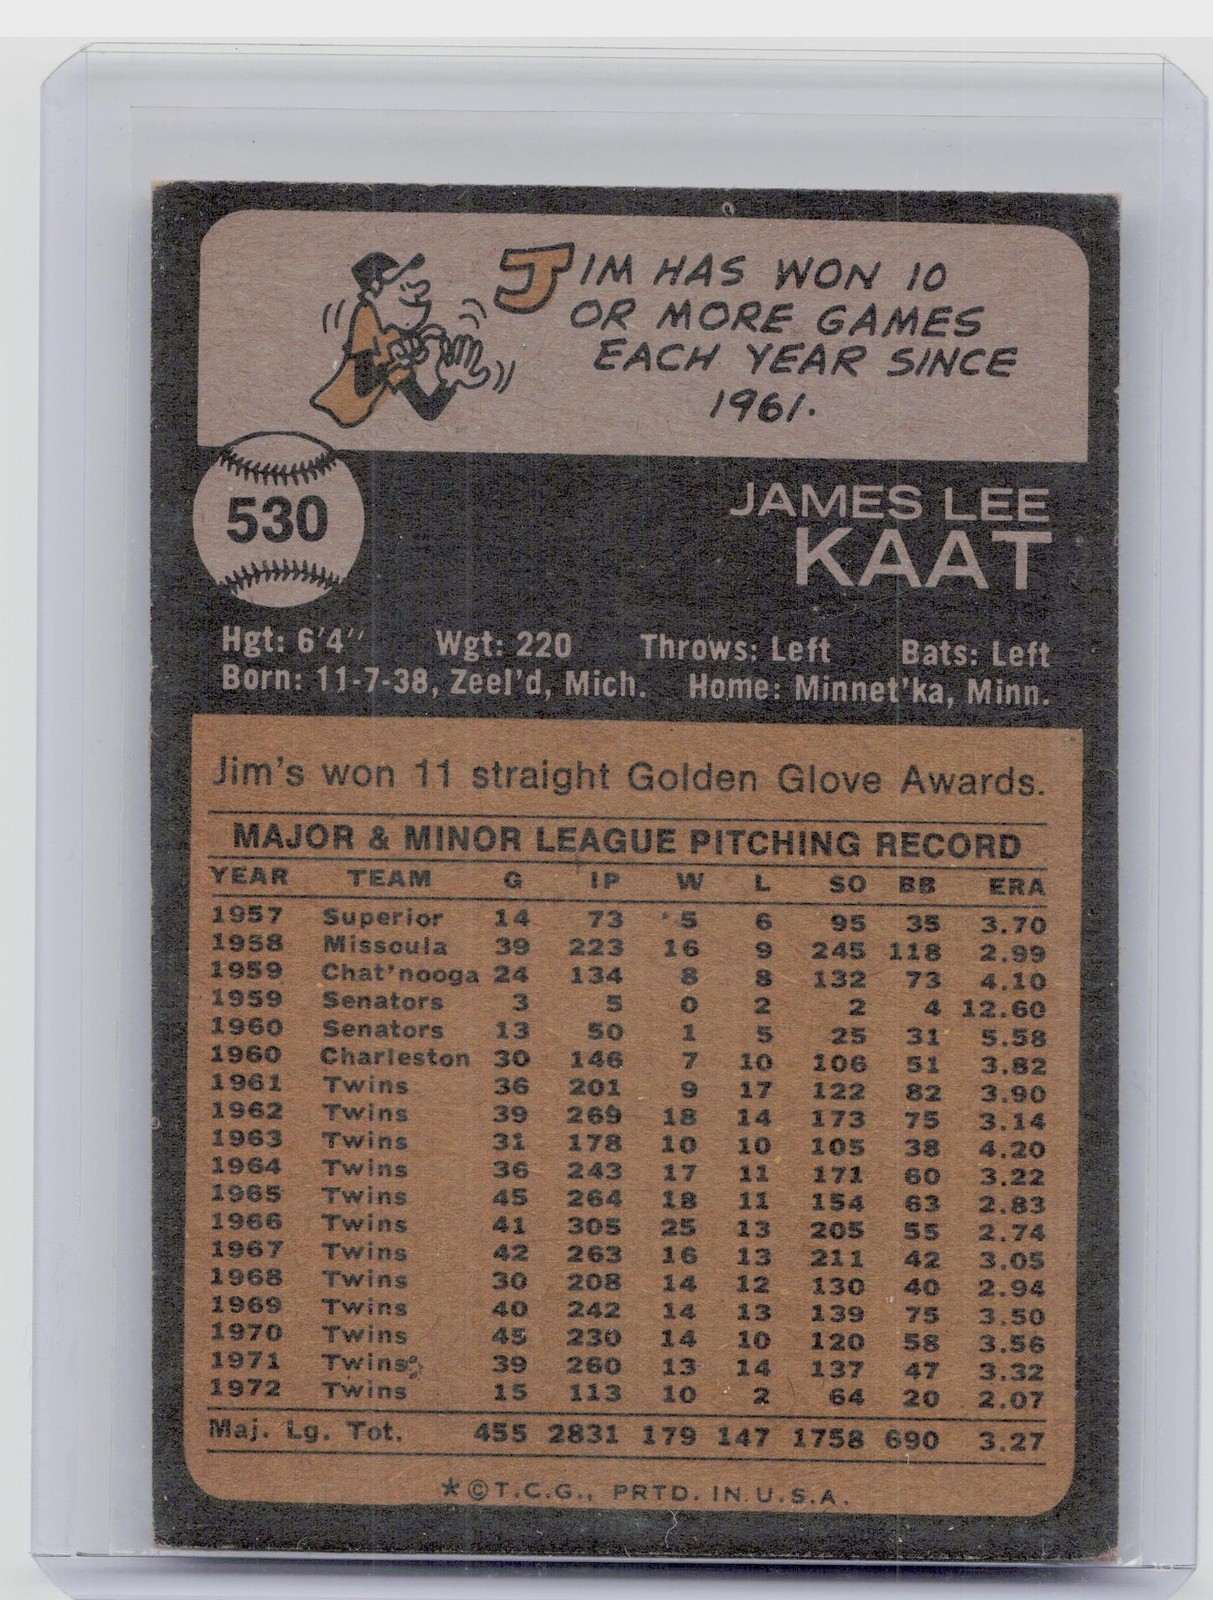 JIM HAS WON 10
OR MORE GAMES
EACH YEAR SINCE
1961.
530
JAMES LEE
KAAT
Hgt: 6'4'' Wgt: 220 Throws: Left Bats: Left
Born: 11-7-38, Zeel'd, Mich. Home: Minnet'ka, Minn.
Jim's won 11 straight Golden Glove Awards.
MAJOR & MINOR LEAGUE PITCHING RECORD
YEAR TEAM G IP W L SO BB ERA
1957 Superior 14 73 5 6 95 35 3.70
1958 Missoula 39 223 16 9 245 118 2.99
1959 Chat'nooga 24 134 8 8 132 73 4.10
1959 Senators 3 5 0 2 2 4 12.60
1960 Senators 13 50 1 5 25 31 5.58
1960 Charleston 30 146 7 10 106 51 3.82
1961 Twins 36 201 9 17 122 82 3.90
1962 Twins 39 269 18 14 173 75 3.14
1963 Twins 31 178 10 10 105 38 4.20
1964 Twins 36 243 17 11 171 60 3.22
1965 Twins 45 264 18 11 154 63 2.83
1966 Twins 41 305 25 13 205 55 2.74
1967 Twins 42 263 16 13 211 42 3.05
1968 Twins 30 208 14 12 130 40 2.94
1969 Twins 40 242 14 13 139 75 3.50
1970 Twins 45 230 14 10 120 58 3.56
1971 Twins 39 260 13 14 137 47 3.32
1972 Twins 15 113 10 2 64 20 2.07
Maj. Lg. Tot. 455 2831 179 147 1758 690 3.27
*©T.C.G., PRTD. IN U.S.A.